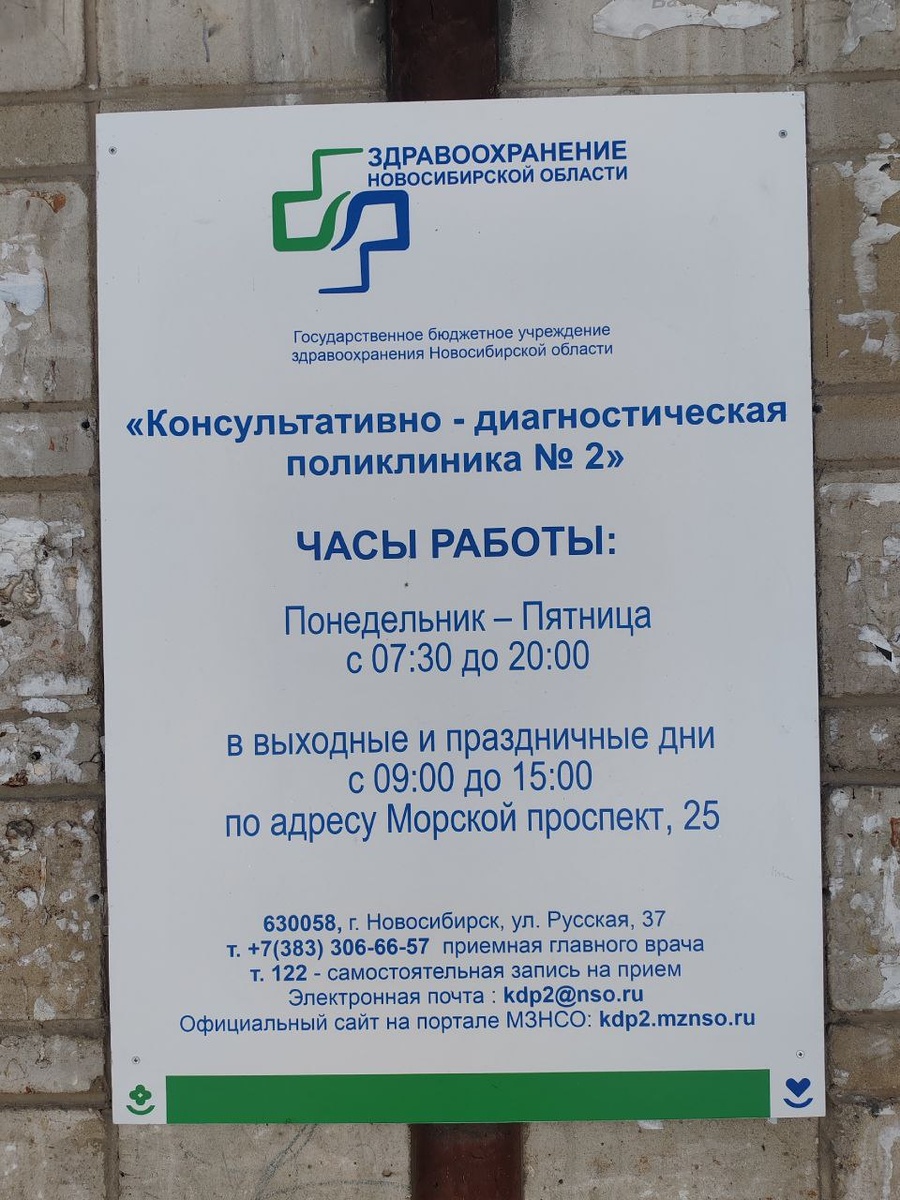 ЗДРАВООХРАНЕНИЕ
НОВОСИБИРСКОЙ ОБЛАСТИ
Государственное бюджетное учреждение
здравоохранения Новосибирской области
«Консультативно - диагностическая
поликлиника № 2»
ЧАСЫ РАБОТЫ:
Понедельник – Пятница
с 07:30 до 20:00
в выходные и праздничные дни
с 09:00 до 15:00
по адресу Морской проспект, 25
630058, г. Новосибирск, ул. Русская, 37
т. +7(383) 306-66-57 приемная главного врача
т. 122 - самостоятельная запись на прием
Электронная почта : kdp2@nso.ru
Официальный сайт на портале МЗНСО: kdp2.mznso.ru